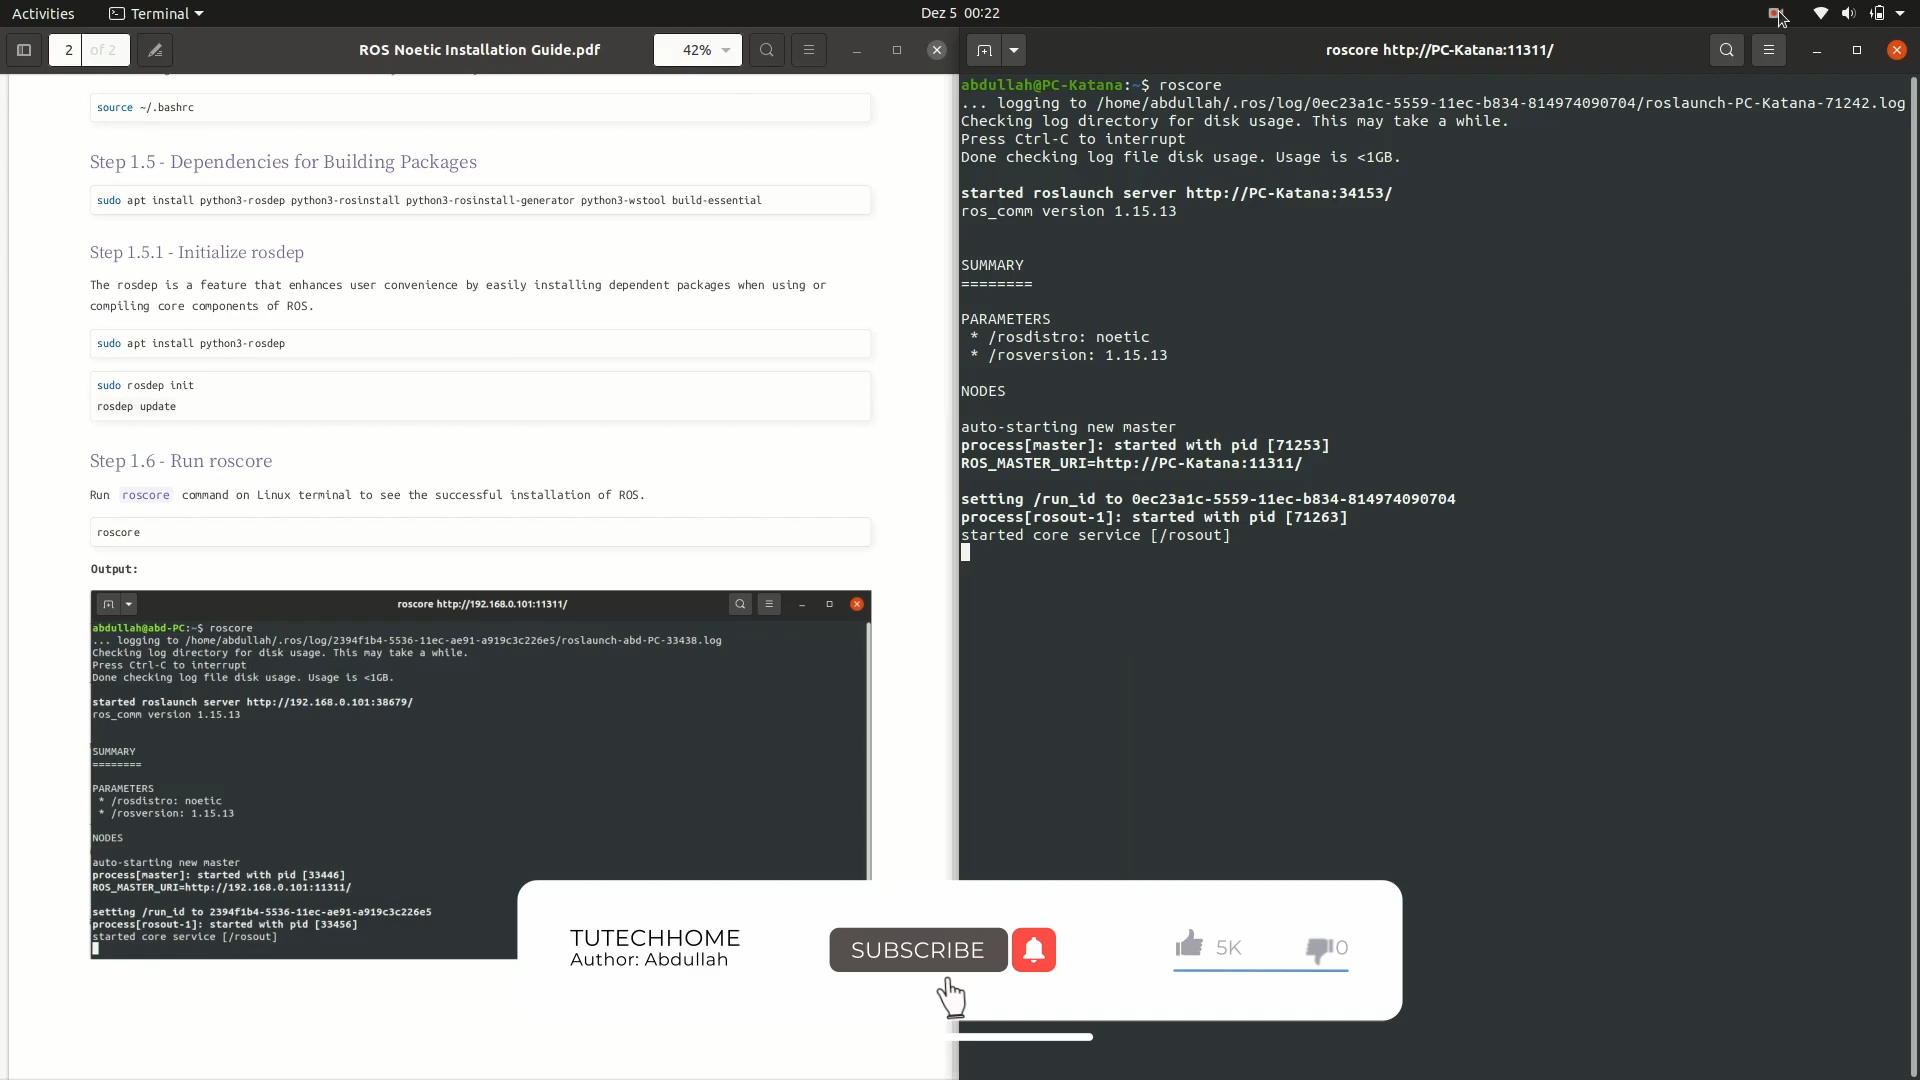 Activities
Terminal
Dez 5 00:22
2 of 2
ROS Noetic Installation Guide.pdf
42%
source ~/.bashrc
Step 1.5 - Dependencies for Building Packages
sudo apt install python3-rosdep python3-rosinstall python3-rosinstall-generator python3-wstool build-essential
Step 1.5.1 - Initialize rosdep
The rosdep is a feature that enhances user convenience by easily installing dependent packages when using or
compiling core components of ROS.
sudo apt install python3-rosdep
sudo rosdep init
rosdep update
Step 1.6 - Run roscore
Run roscore command on Linux terminal to see the successful installation of ROS.
roscore
Output:
roscore http://192.168.0.101:11311/
abdullah@abd-PC:~$ roscore
... logging to /home/abdullah/.ros/log/2394f1b4-5536-11ec-ae91-a919c3c226e5/roslaunch-abd-PC-33438.log
Checking log directory for disk usage. This may take a while.
Press Ctrl-C to interrupt
Done checking log file disk usage. Usage is <1GB.
started roslaunch server http://192.168.0.101:38679/
ros_comm version 1.15.13
SUMMARY
========
PARAMETERS
* /rosdistro: noetic
* /rosversion: 1.15.13
NODES
auto-starting new master
process[master]: started with pid [33446]
ROS_MASTER_URI=http://192.168.0.101:11311/
setting /run_id to 2394f1b4-5536-11ec-ae91-a919c3c226e5
process[rosout-1]: started with pid [33456]
started core service [/rosout]
roscore http://PC-Katana:11311/
abdullah@PC-Katana:~$ roscore
... logging to /home/abdullah/.ros/log/0ec23a1c-5559-11ec-b834-814974090704/roslaunch-PC-Katana-71242.log
Checking log directory for disk usage. This may take a while.
Press Ctrl-C to interrupt
Done checking log file disk usage. Usage is <1GB.
started roslaunch server http://PC-Katana:34153/
ros_comm version 1.15.13
SUMMARY
========
PARAMETERS
* /rosdistro: noetic
* /rosversion: 1.15.13
NODES
auto-starting new master
process[master]: started with pid [71253]
ROS_MASTER_URI=http://PC-Katana:11311/
setting /run_id to 0ec23a1c-5559-11ec-b834-814974090704
process[rosout-1]: started with pid [71263]
started core service [/rosout]
TUTECHHOME
Author: Abdullah
SUBSCRIBE
5K
0